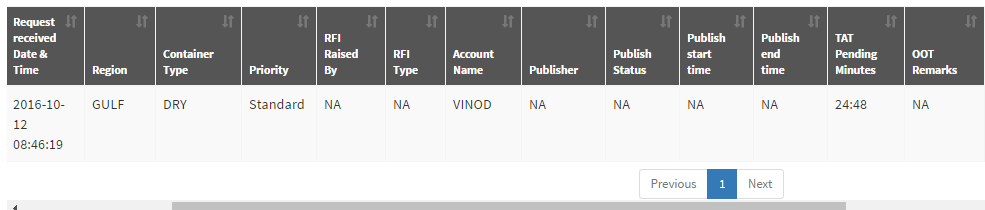 Request received Date & Time Region Container Type Priority RFI Raised By RFI Type Account Name Publisher Publish Status Publish start time Publish end time TAT Pending Minutes OOT Remarks
2016-10-12 08:46:19 GULF DRY Standard NA NA VINOD NA NA NA NA 24:48 NA
Previous 1 Next